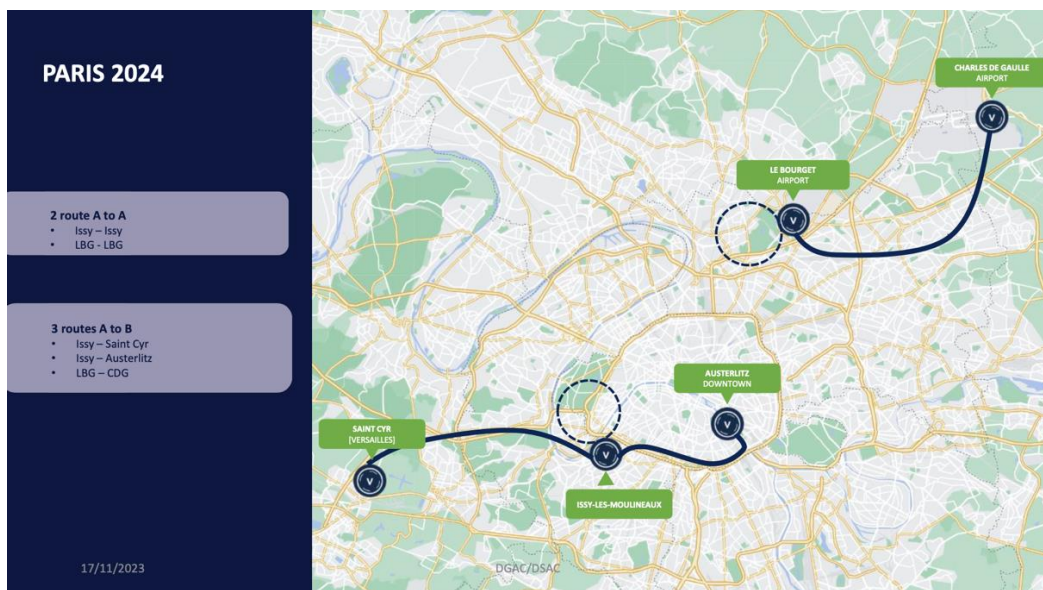 PARIS 2024
2 route A to A
• Issy – Issy
• LBG - LBG
3 routes A to B
• Issy – Saint Cyr
• Issy – Austerlitz
• LBG – CDG
17/11/2023
CHARLES DE GAULLE
AIRPORT
V
LE BOURGET
AIRPORT
V
AUSTERLITZ
DOWNTOWN
V
SAINT CYR
[VERSAILLES]
V
V
ISSY-LES-MOULINEAUX
DGAC/DSAC